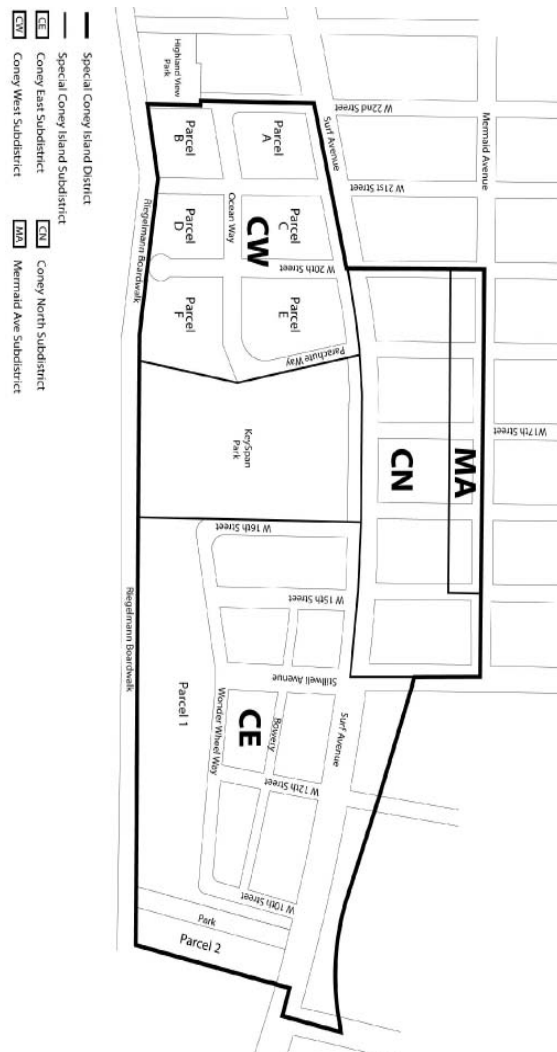 Mermaid Avenue
W 22nd Street
W 21st Street
W17th Street
Surf Avenue
MA
CN
Highland View
Park
Parcel
A
Parcel
B
Parcel
C
Parcel
D
Parcel
E
Parcel
F
CW
W 20th Street
Ocean Way
Parachute Way
Riegelmann Boardwalk
KeySpan
Park
W 16th Street
W 15th Street
Stillwell Avenue
Surf Avenue
Bowery
CE
W 12th Street
Wonder Wheel Way
W 10th Street
Parcel 1
Park
Parcel 2
Riegelmann Boardwalk
Special Coney Island District
Special Coney Island Subdistrict
CE Coney East Subdistrict
CW Coney West Subdistrict
CN Coney North Subdistrict
MA Mermaid Ave Subdistrict